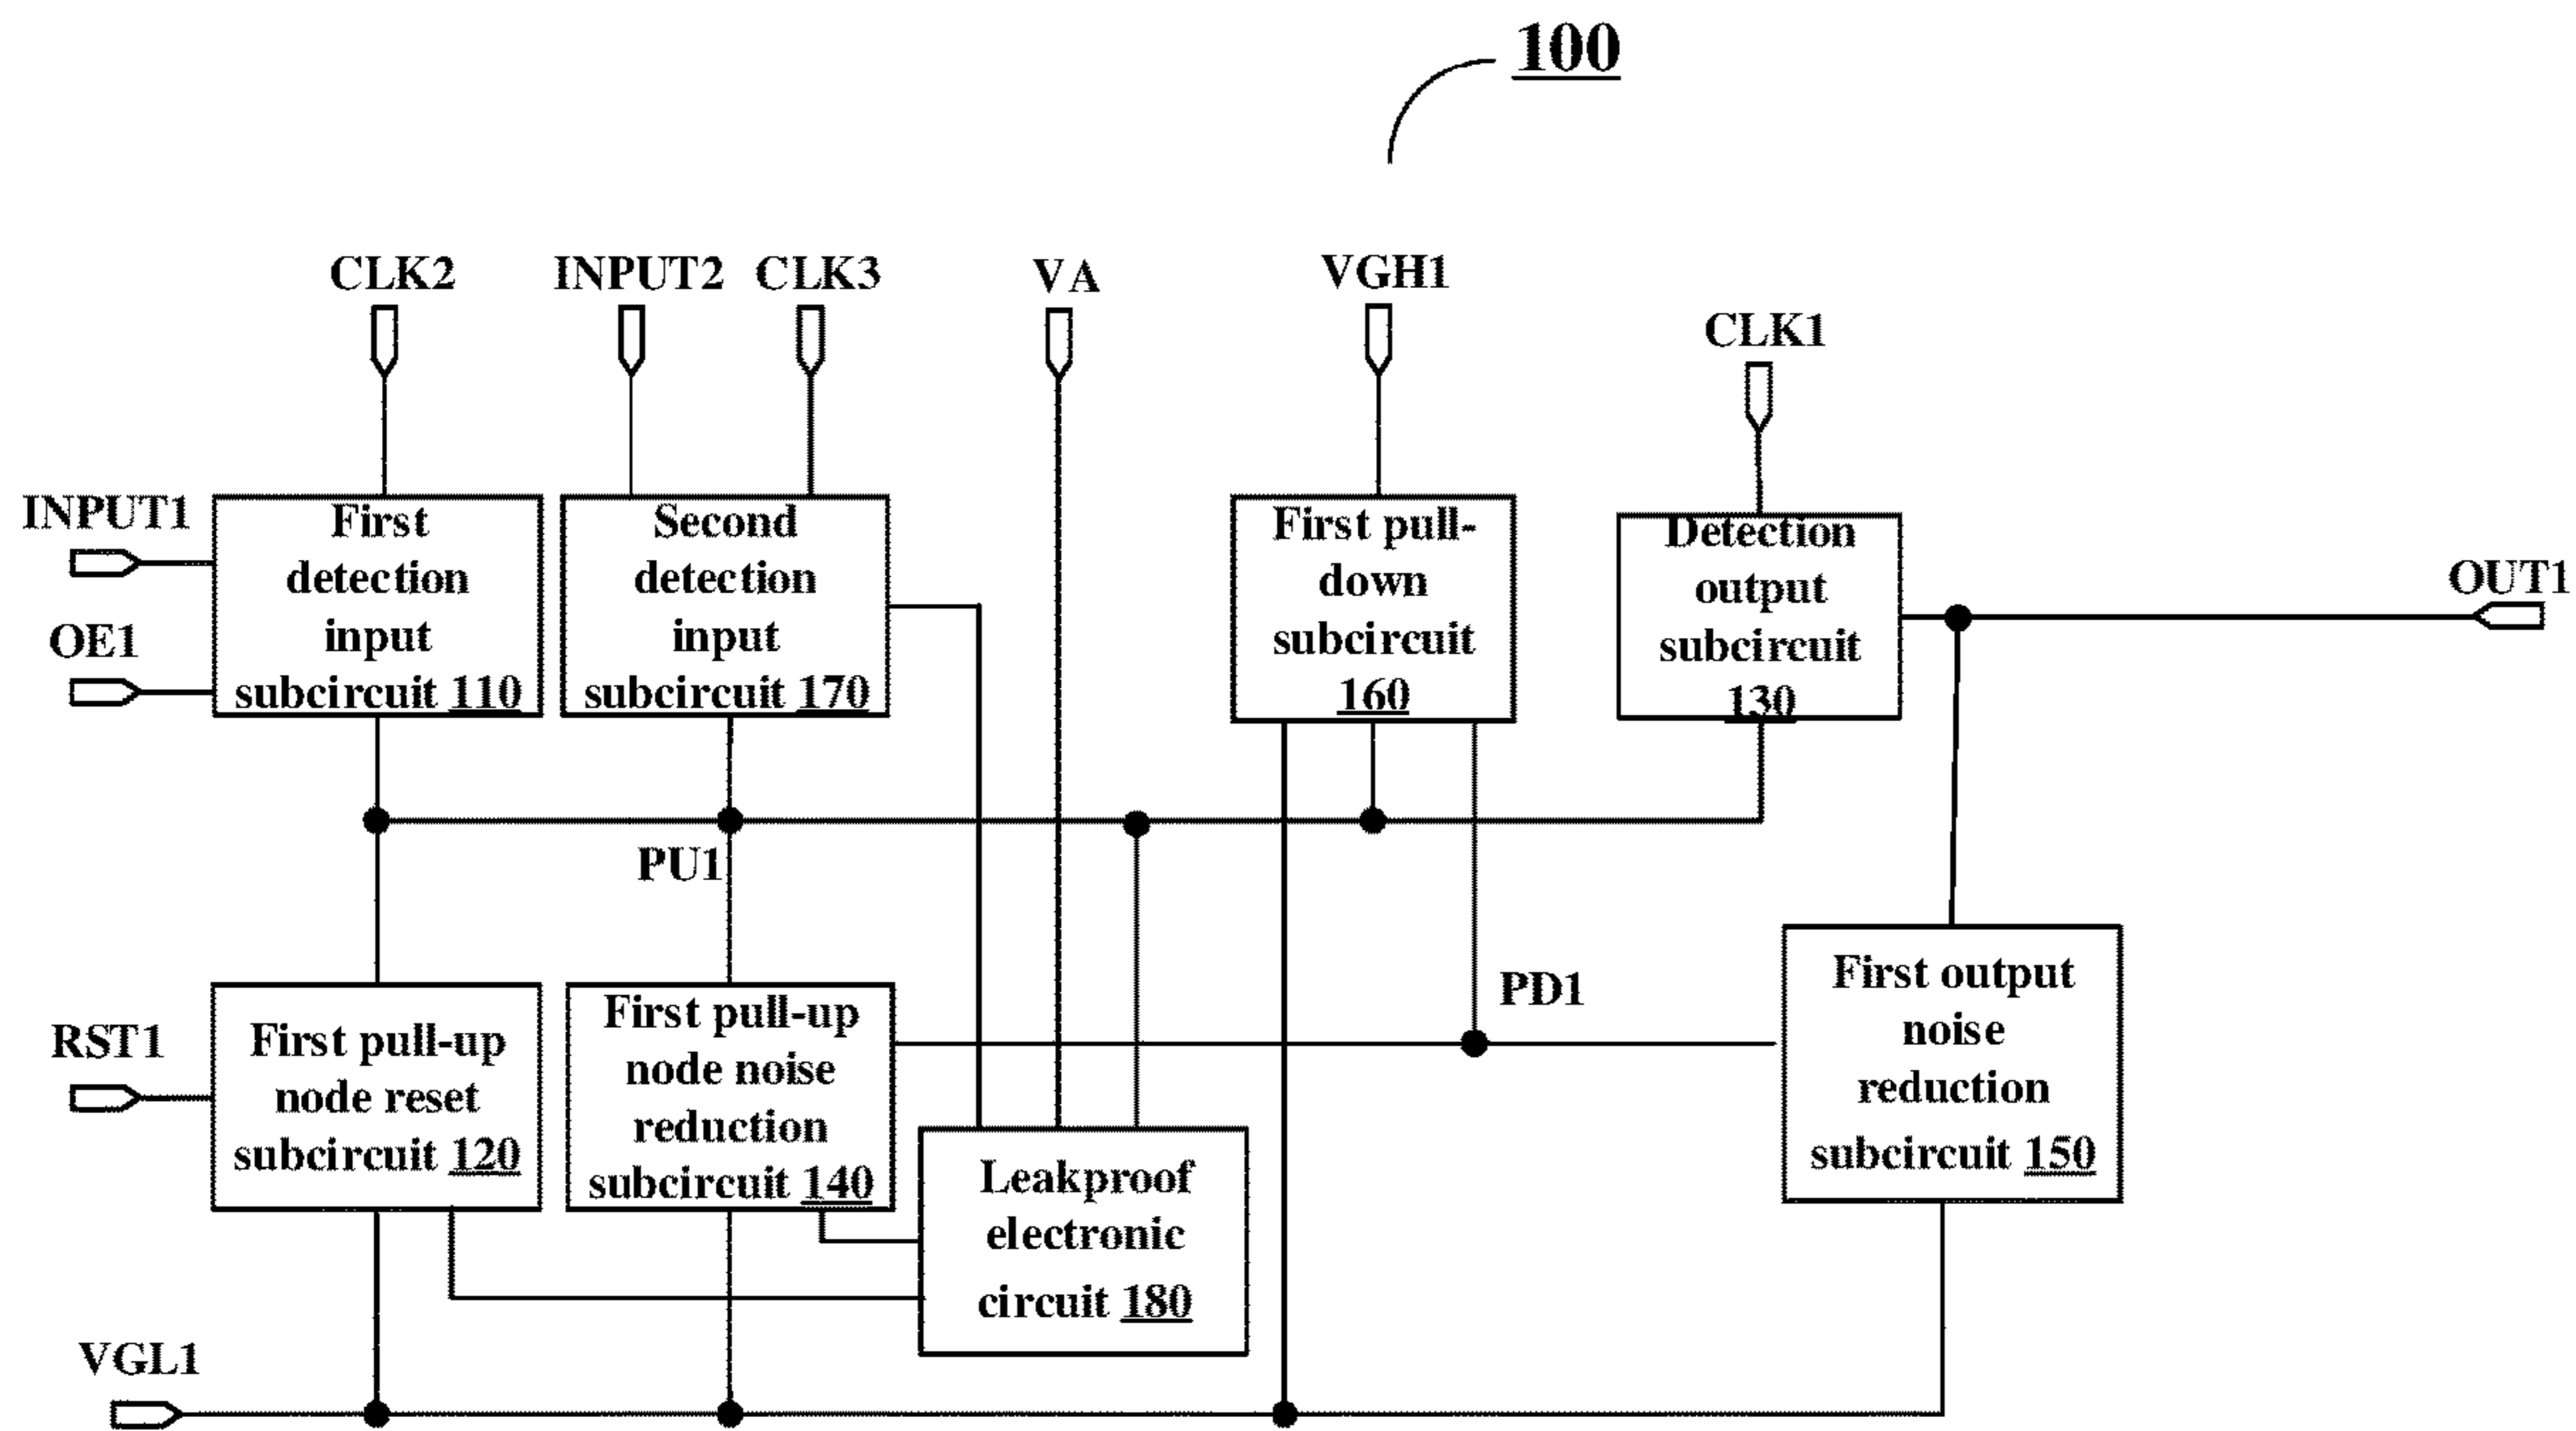 100
CLK2
INPUT2
CLK3
VA
VGH1
CLK1
INPUT1
OE1
First
detection
input
subcircuit 110
Second
detection
input
subcircuit 170
First pull-
down
subcircuit
160
Detection
output
subcircuit
130
OUT1
PU1
PD1
RST1
First pull-up
node reset
subcircuit 120
First pull-up
node noise
reduction
subcircuit 140
Leakproof
electronic
circuit 180
First output
noise
reduction
subcircuit 150
VGL1